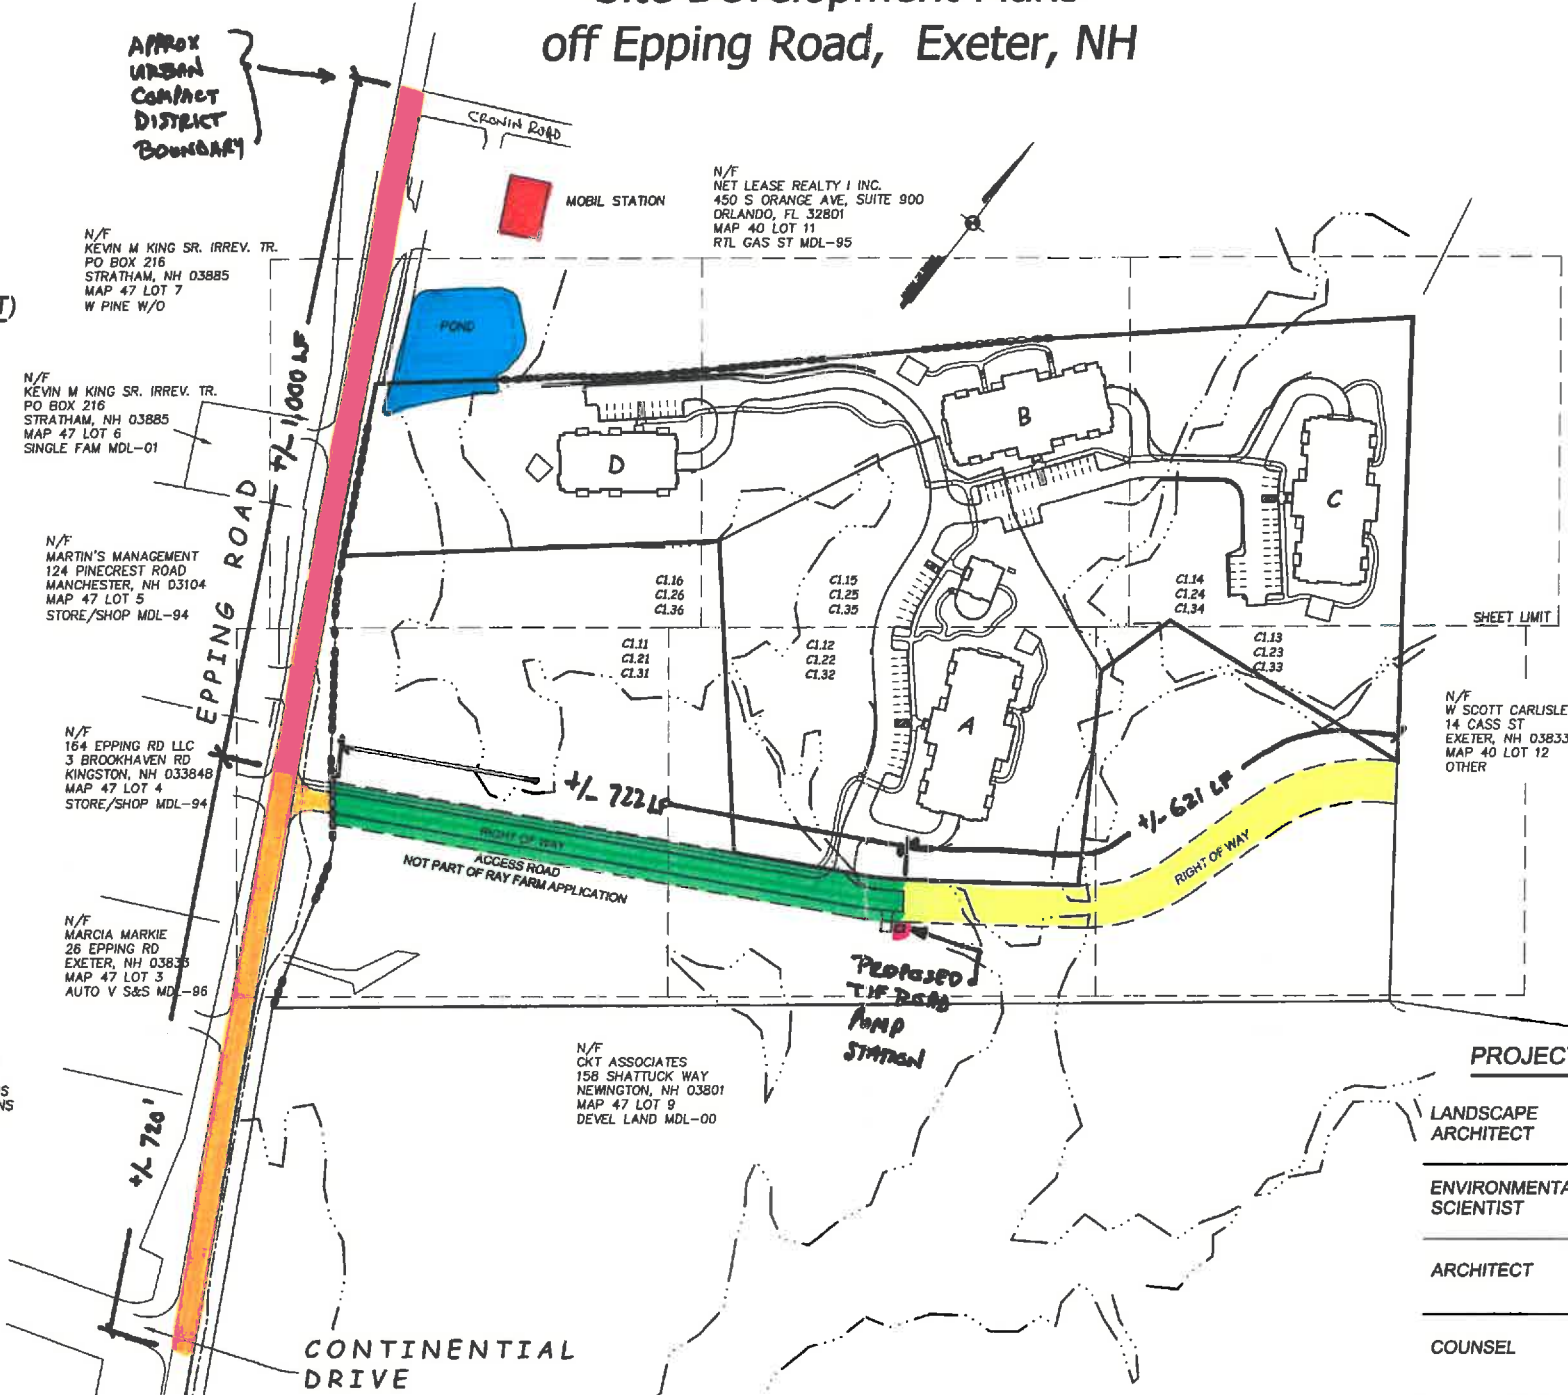 off Epping Road, Exeter, NH
APPROX
URBAN
COMPACT
DISTRICT
BOUNDARY
CRONIN ROAD
MOBIL STATION
N/F
NET LEASE REALTY I INC.
450 S ORANGE AVE, SUITE 900
ORLANDO, FL 32801
MAP 40 LOT 11
RTL GAS ST MDL-95
N/F
KEVIN M KING SR. IRREV. TR.
PO BOX 216
STRATHAM, NH 03885
MAP 47 LOT 7
W PINE W/O
POND
+/- 1,000 LF
N/F
KEVIN M KING SR. IRREV. TR.
PO BOX 216
STRATHAM, NH 03885
MAP 47 LOT 6
SINGLE FAM MDL-01
EPPING ROAD
D
B
C
A
N/F
MARTIN'S MANAGEMENT
124 PINECREST ROAD
MANCHESTER, NH 03104
MAP 47 LOT 5
STORE/SHOP MDL-94
C1.16
C1.26
C1.36
C1.15
C1.25
C1.35
C1.14
C1.24
C1.34
SHEET LIMIT
C1.11
C1.21
C1.31
C1.12
C1.22
C1.32
C1.13
C1.23
C1.33
N/F
W SCOTT CARLISLE
14 CASS ST
EXETER, NH 03833
MAP 40 LOT 12
OTHER
N/F
164 EPPING RD LLC
3 BROOKHAVEN RD
KINGSTON, NH 033848
MAP 47 LOT 4
STORE/SHOP MDL-94
+/- 722 LF
+/- 621 LF
RIGHT OF WAY
RIGHT OF WAY
ACCESS ROAD
NOT PART OF RAY FARM APPLICATION
N/F
MARCIA MARKIE
26 EPPING RD
EXETER, NH 03833
MAP 47 LOT 3
AUTO V S&S MDL-96
PROPOSED
TIF ROAD
PUMP
STATION
N/F
CKT ASSOCIATES
158 SHATTUCK WAY
NEWINGTON, NH 03801
MAP 47 LOT 9
DEVEL LAND MDL-00
+/- 720'
CONTINENTIAL
DRIVE
PROJECT
LANDSCAPE
ARCHITECT
ENVIRONMENTA
SCIENTIST
ARCHITECT
COUNSEL